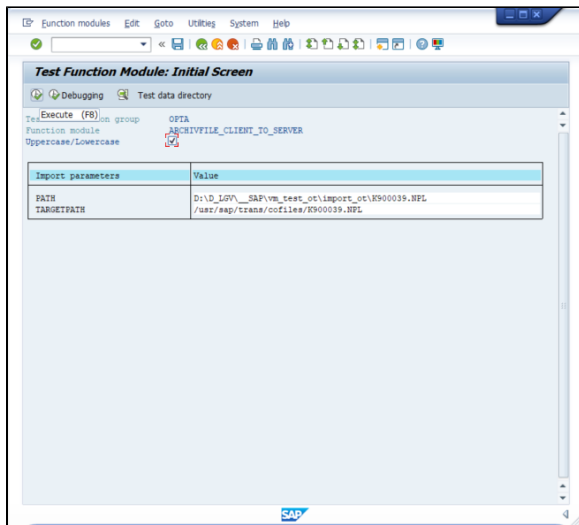 Function modules Edit Goto Utilities System Help
Test Function Module: Initial Screen
Debugging Test data directory
Execute (F8)
Tes on group OPTA
Function module ARCHIVFILE_CLIENT_TO_SERVER
Uppercase/Lowercase
Import parameters Value
PATH D:\D_LGV\__SAP\vm_test_ot\import_ot\K900039.NPL
TARGETPATH /usr/sap/trans/cofiles/K900039.NPL
SAP